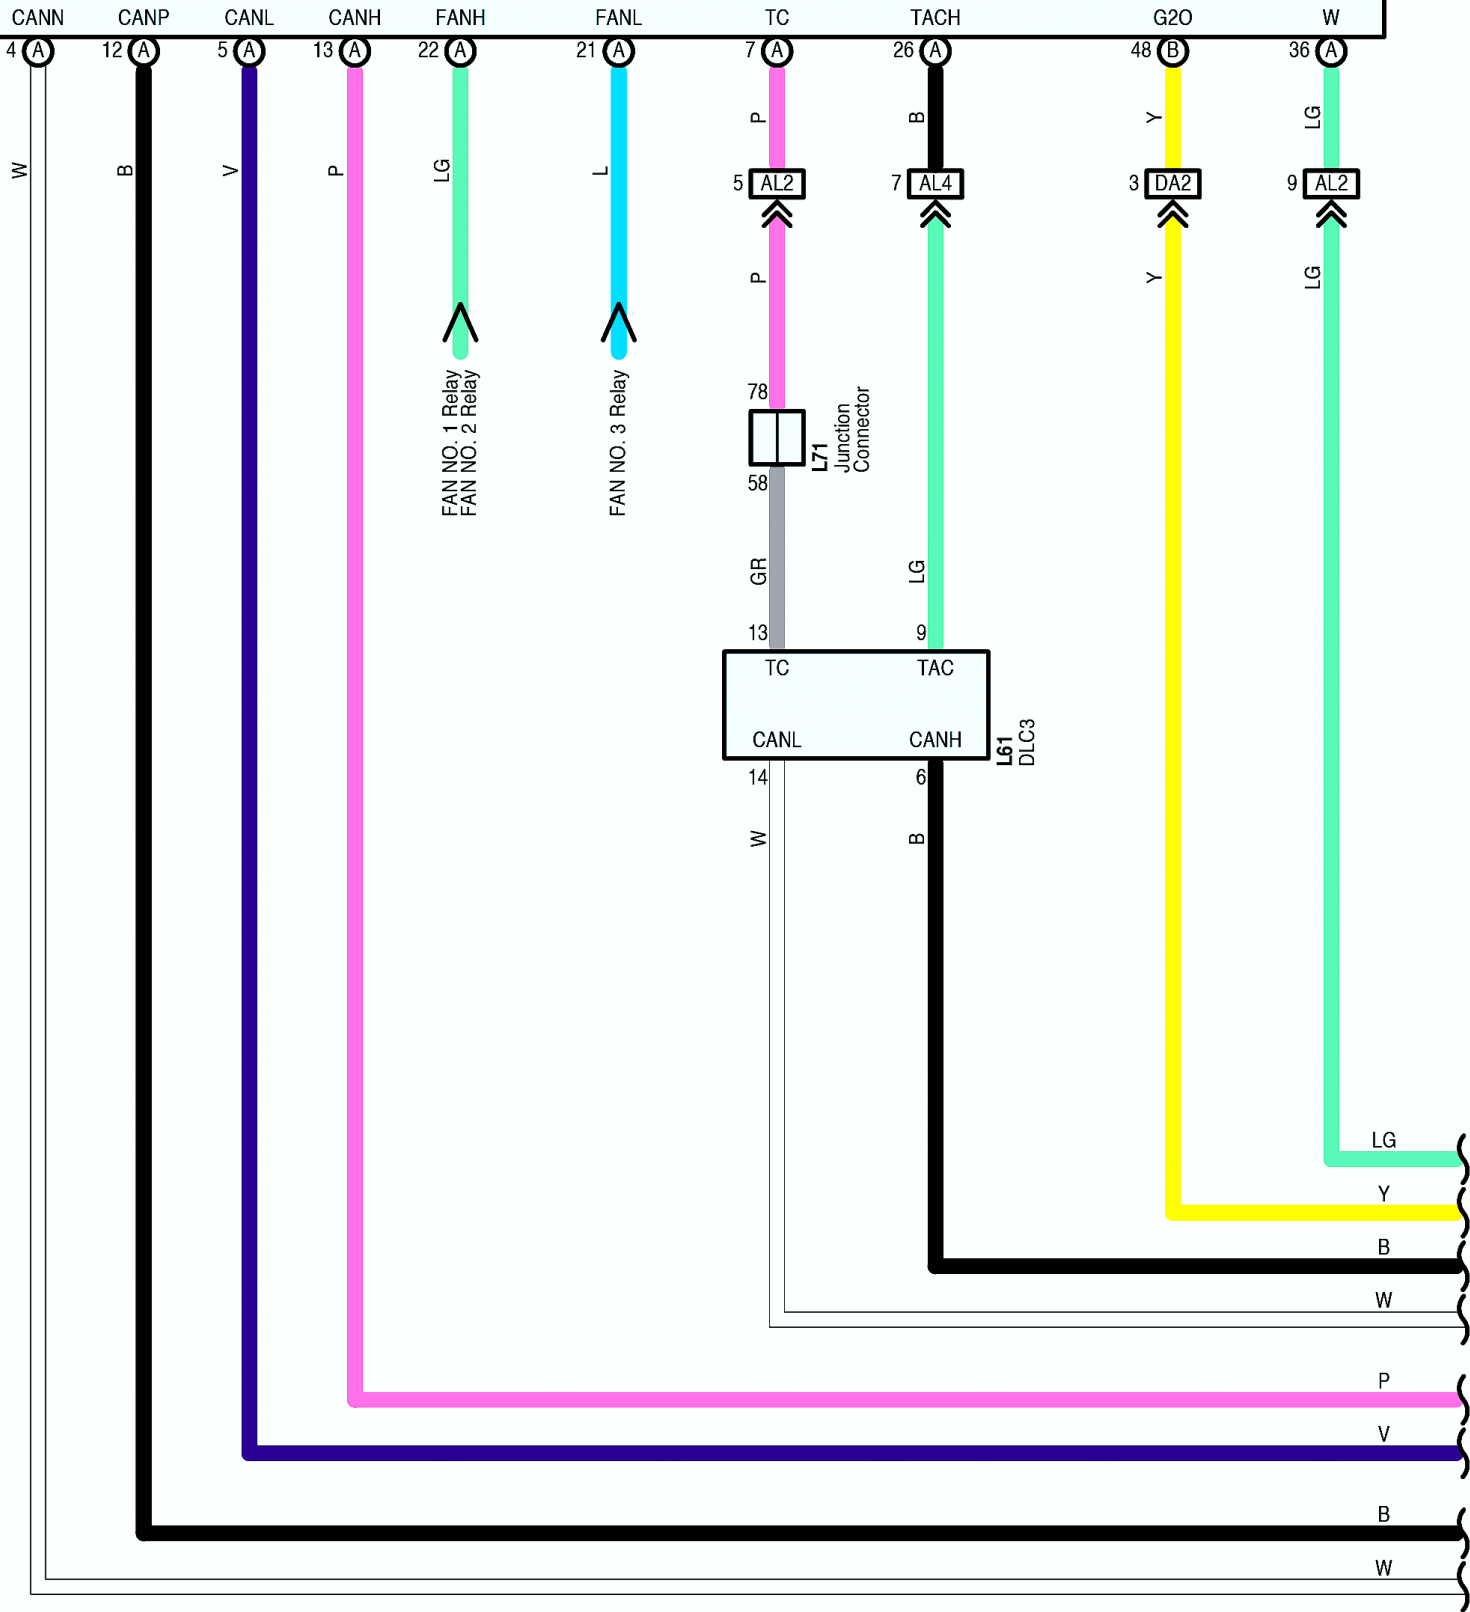 CANN CANP CANL CANH FANH FANL TC TACH G2O W
4 A 12 A 5 A 13 A 22 A 21 A 7 A 26 A 48 B 36 A
P B Y LG
W B V P LG L
5 AL2 7 AL4 3 DA2 9 AL2
P Y LG
78
FAN NO. 1 Relay
FAN NO. 2 Relay
FAN NO. 3 Relay
L71
Junction
Connector
58
GR LG
13 9
TC TAC
CANL CANH
L61
DLC3
14 6
W B
LG
Y
B
W
P
V
B
W